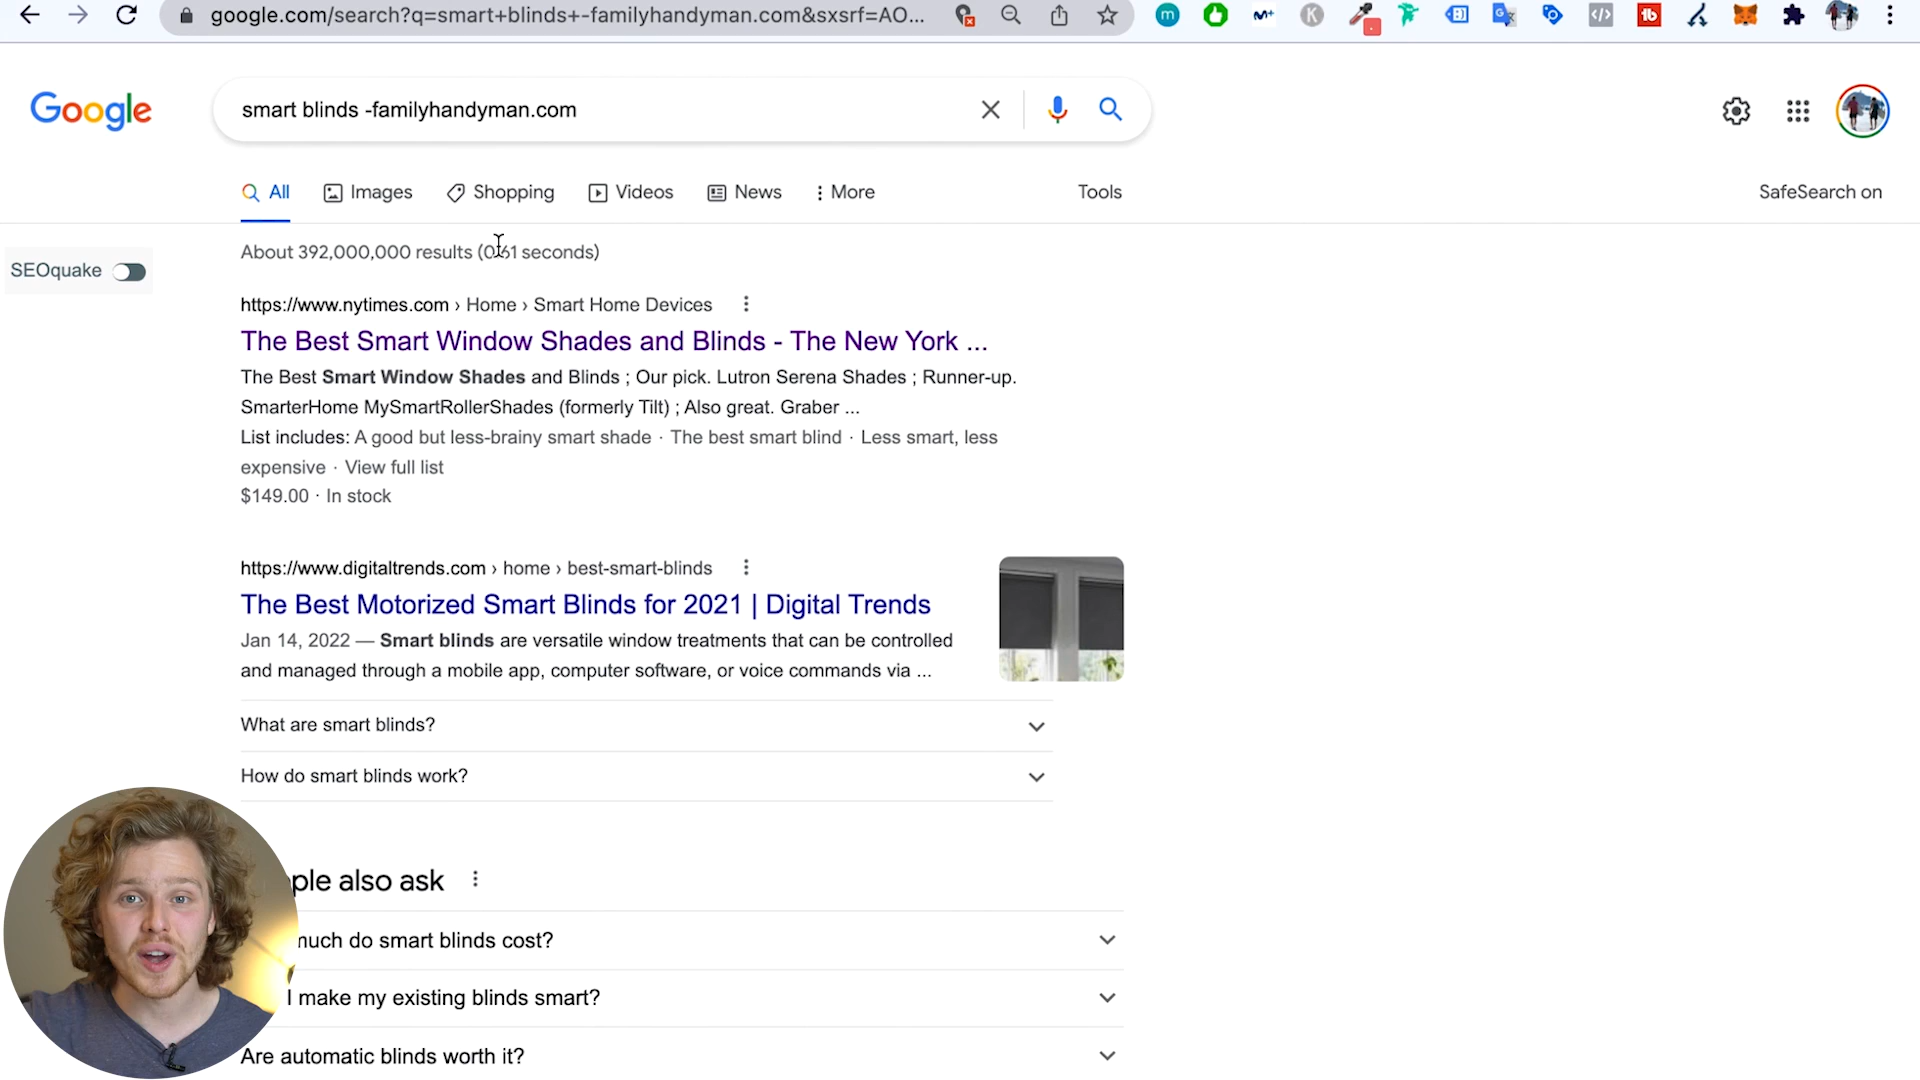 google.com/search?q=smart+blinds+-familyhandyman.com&sxsrf=AO...
Google
smart blinds -familyhandyman.com
All
Images
Shopping
Videos
News
More
Tools
SafeSearch on
SEOquake
About 392,000,000 results (0.61 seconds)
https://www.nytimes.com › Home › Smart Home Devices
The Best Smart Window Shades and Blinds - The New York ...
The Best Smart Window Shades and Blinds ; Our pick. Lutron Serena Shades ; Runner-up.
SmarterHome MySmartRollerShades (formerly Tilt) ; Also great. Graber ...
List includes: A good but less-brainy smart shade · The best smart blind · Less smart, less
expensive · View full list
$149.00 · In stock
https://www.digitaltrends.com › home › best-smart-blinds
The Best Motorized Smart Blinds for 2021 | Digital Trends
Jan 14, 2022 — Smart blinds are versatile window treatments that can be controlled
and managed through a mobile app, computer software, or voice commands via ...
What are smart blinds?
How do smart blinds work?
ple also ask
much do smart blinds cost?
I make my existing blinds smart?
Are automatic blinds worth it?